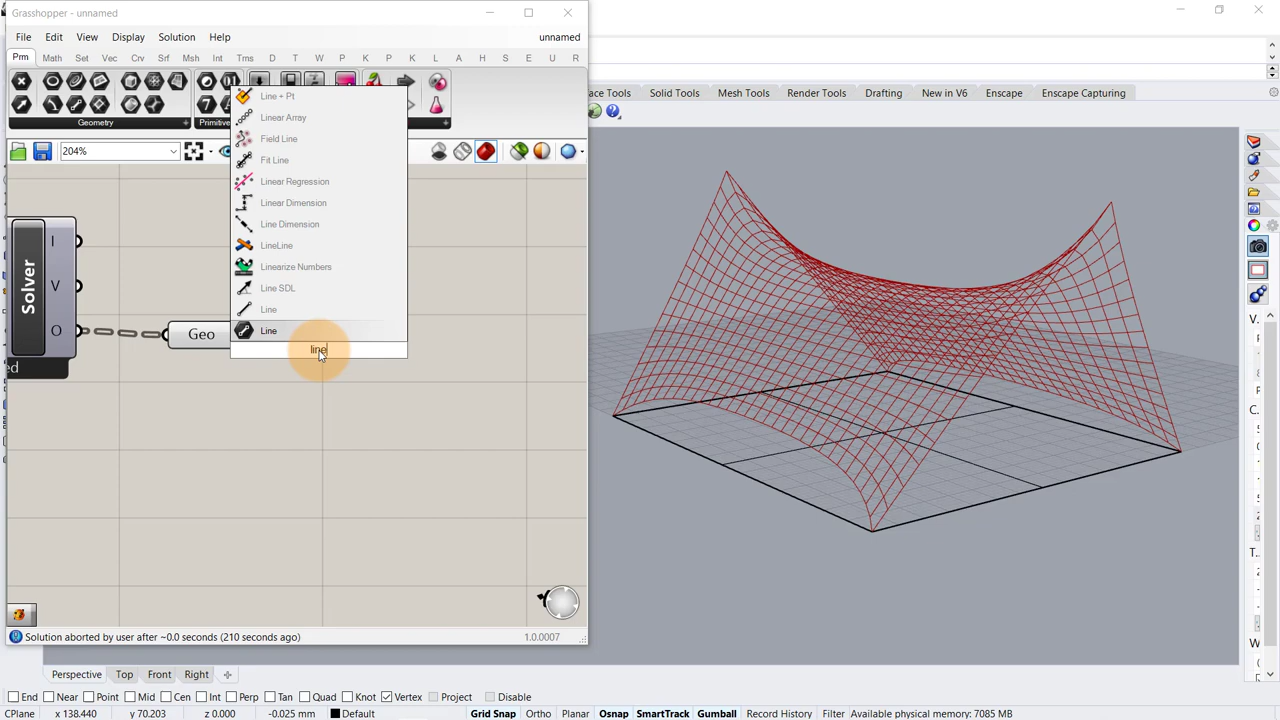 Grasshopper - unnamed
File Edit View Display Solution Help unnamed
Prm Math Set Vec Crv Srf Msh Int Trns D T W P K P K L S E U R
Geometry
Primitive
204%
Line + Pt
Linear Array
Field Line
Fit Line
Linear Regression
Linear Dimension
Line Dimension
LineLine
Linearize Numbers
Line SDL
Line
Line
line
Solver
I
V
O
Geo
ed
Solution aborted by user after ~0.0 seconds (210 seconds ago) 1.0.0007
face Tools Solid Tools Mesh Tools Render Tools Drafting New in V6 Enscape Enscape Capturing
V.
C.
T...
W
Perspective Top Front Right
End Near Point Mid Cen Int Perp Tan Quad Knot Vertex Project Disable
CPlane x 138.440 y 70.203 z 0.000 -0.025 mm Default Grid Snap Ortho Planar Osnap SmartTrack Gumball Record History Filter Available physical memory: 7085 MB